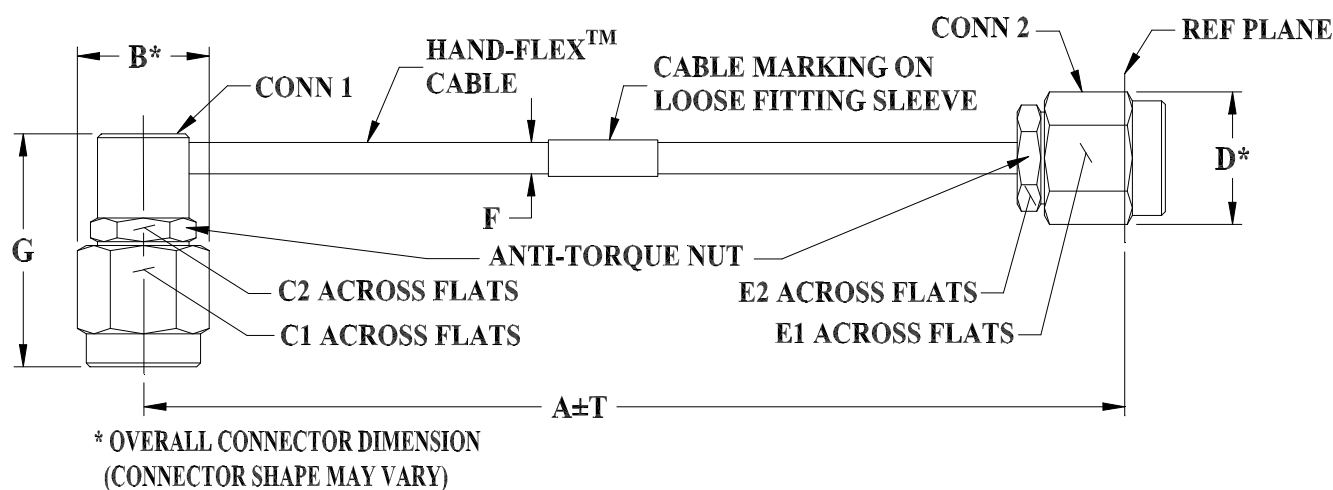 B*
HAND-FLEX™
CABLE
CONN 1
CABLE MARKING ON
LOOSE FITTING SLEEVE
CONN 2
REF PLANE
D*
G
F
ANTI-TORQUE NUT
C2 ACROSS FLATS
C1 ACROSS FLATS
E2 ACROSS FLATS
E1 ACROSS FLATS
A±T
* OVERALL CONNECTOR DIMENSION
(CONNECTOR SHAPE MAY VARY)